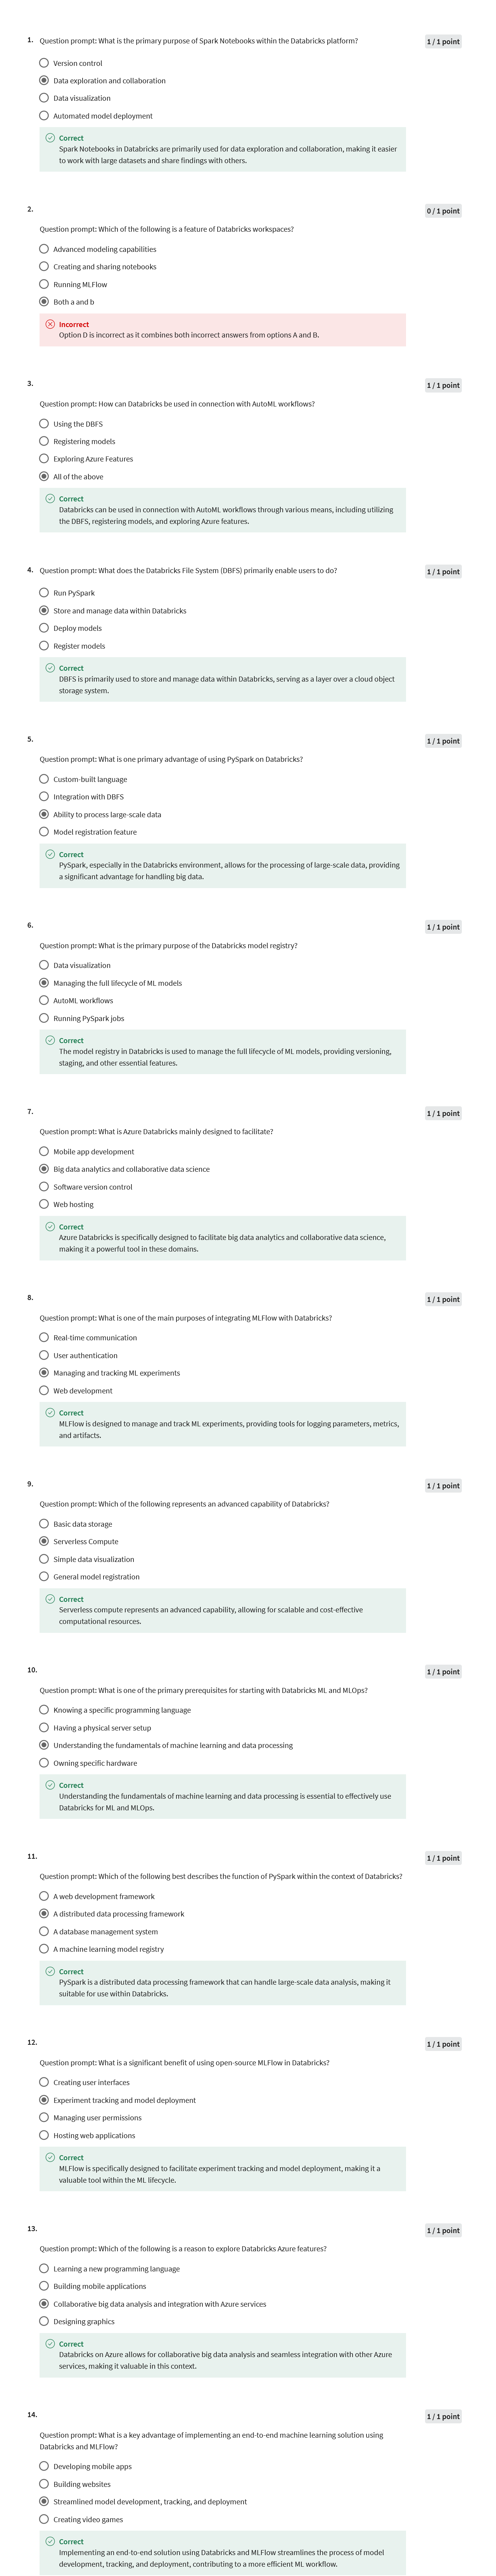 1. Question prompt: What is the primary purpose of Spark Notebooks within the Databricks platform? 1 / 1 point
Version control
Data exploration and collaboration
Data visualization
Automated model deployment
Correct
Spark Notebooks in Databricks are primarily used for data exploration and collaboration, making it easier
to work with large datasets and share findings with others.
2. 0 / 1 point
Question prompt: Which of the following is a feature of Databricks workspaces?
Advanced modeling capabilities
Creating and sharing notebooks
Running MLFlow
Both a and b
Incorrect
Option D is incorrect as it combines both incorrect answers from options A and B.
3. 1 / 1 point
Question prompt: How can Databricks be used in connection with AutoML workflows?
Using the DBFS
Registering models
Exploring Azure Features
All of the above
Correct
Databricks can be used in connection with AutoML workflows through various means, including utilizing
the DBFS, registering models, and exploring Azure features.
4. Question prompt: What does the Databricks File System (DBFS) primarily enable users to do? 1 / 1 point
Run PySpark
Store and manage data within Databricks
Deploy models
Register models
Correct
DBFS is primarily used to store and manage data within Databricks, serving as a layer over a cloud object
storage system.
5. 1 / 1 point
Question prompt: What is one primary advantage of using PySpark on Databricks?
Custom-built language
Integration with DBFS
Ability to process large-scale data
Model registration feature
Correct
PySpark, especially in the Databricks environment, allows for the processing of large-scale data, providing
a significant advantage for handling big data.
6. 1 / 1 point
Question prompt: What is the primary purpose of the Databricks model registry?
Data visualization
Managing the full lifecycle of ML models
AutoML workflows
Running PySpark jobs
Correct
The model registry in Databricks is used to manage the full lifecycle of ML models, providing versioning,
staging, and other essential features.
7. 1 / 1 point
Question prompt: What is Azure Databricks mainly designed to facilitate?
Mobile app development
Big data analytics and collaborative data science
Software version control
Web hosting
Correct
Azure Databricks is specifically designed to facilitate big data analytics and collaborative data science,
making it a powerful tool in these domains.
8. 1 / 1 point
Question prompt: What is one of the main purposes of integrating MLFlow with Databricks?
Real-time communication
User authentication
Managing and tracking ML experiments
Web development
Correct
MLFlow is designed to manage and track ML experiments, providing tools for logging parameters, metrics,
and artifacts.
9. 1 / 1 point
Question prompt: Which of the following represents an advanced capability of Databricks?
Basic data storage
Serverless Compute
Simple data visualization
General model registration
Correct
Serverless compute represents an advanced capability, allowing for scalable and cost-effective
computational resources.
10. 1 / 1 point
Question prompt: What is one of the primary prerequisites for starting with Databricks ML and MLOps?
Knowing a specific programming language
Having a physical server setup
Understanding the fundamentals of machine learning and data processing
Owning specific hardware
Correct
Understanding the fundamentals of machine learning and data processing is essential to effectively use
Databricks for ML and MLOps.
11. 1 / 1 point
Question prompt: Which of the following best describes the function of PySpark within the context of Databricks?
A web development framework
A distributed data processing framework
A database management system
A machine learning model registry
Correct
PySpark is a distributed data processing framework that can handle large-scale data analysis, making it
suitable for use within Databricks.
12. 1 / 1 point
Question prompt: What is a significant benefit of using open-source MLFlow in Databricks?
Creating user interfaces
Experiment tracking and model deployment
Managing user permissions
Hosting web applications
Correct
MLFlow is specifically designed to facilitate experiment tracking and model deployment, making it a
valuable tool within the ML lifecycle.
13. 1 / 1 point
Question prompt: Which of the following is a reason to explore Databricks Azure features?
Learning a new programming language
Building mobile applications
Collaborative big data analysis and integration with Azure services
Designing graphics
Correct
Databricks on Azure allows for collaborative big data analysis and seamless integration with other Azure
services, making it valuable in this context.
14. 1 / 1 point
Question prompt: What is a key advantage of implementing an end-to-end machine learning solution using
Databricks and MLFlow?
Developing mobile apps
Building websites
Streamlined model development, tracking, and deployment
Creating video games
Correct
Implementing an end-to-end solution using Databricks and MLFlow streamlines the process of model
development, tracking, and deployment, contributing to a more efficient ML workflow.